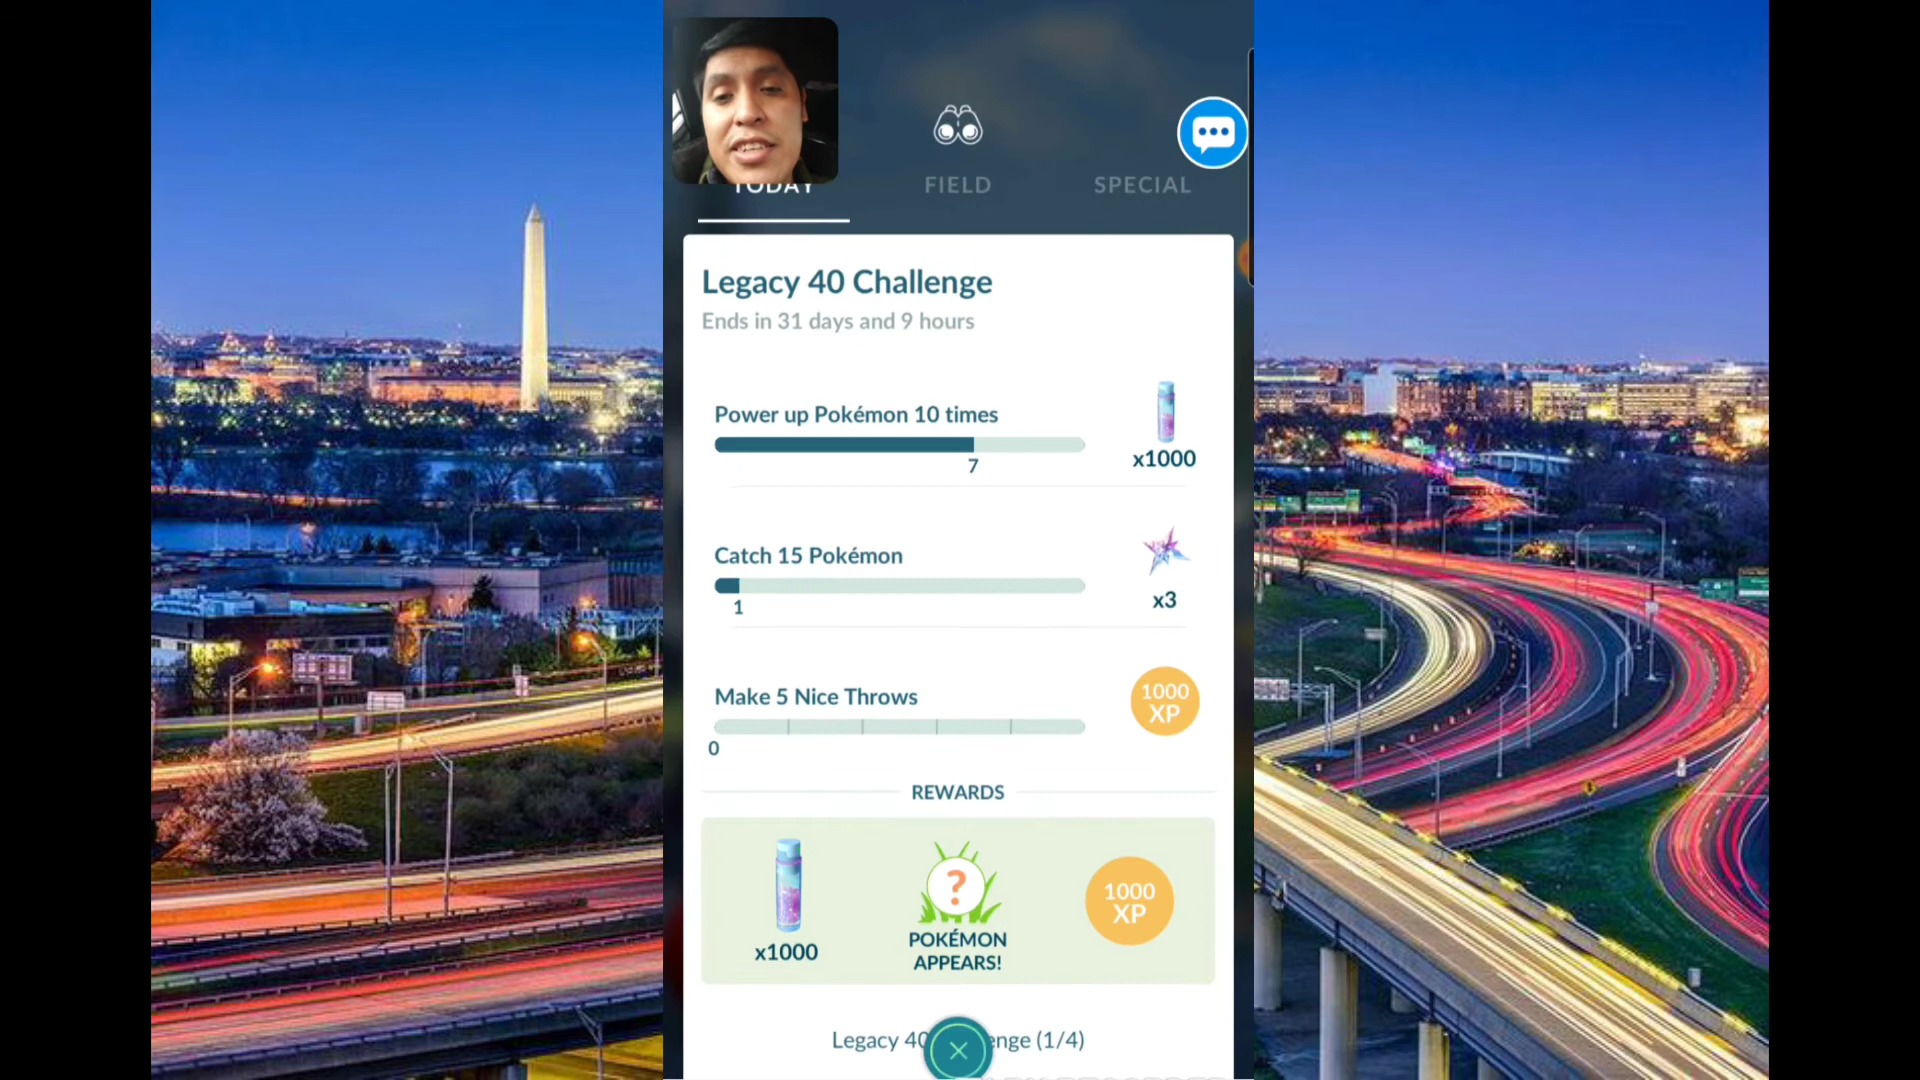 TODAY
FIELD
SPECIAL
Legacy 40 Challenge
Ends in 31 days and 9 hours
Power up Pokémon 10 times
7
x1000
Catch 15 Pokémon
1
x3
Make 5 Nice Throws
0
1000
XP
REWARDS
x1000
POKÉMON
APPEARS!
1000
XP
Legacy 40 enge (1/4)